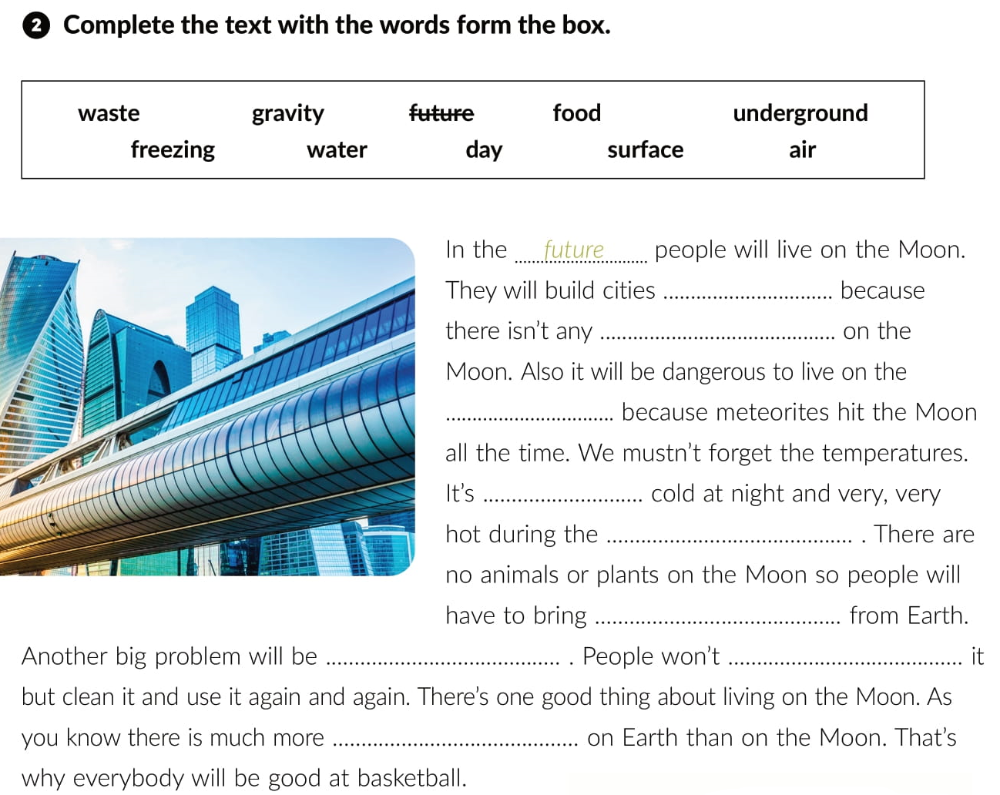 2 Complete the text with the words form the box.
waste gravity future food underground
freezing water day surface air
In the future people will live on the Moon.
They will build cities .............................. because
there isn't any .......................................... on the
Moon. Also it will be dangerous to live on the
.............................. because meteorites hit the Moon
all the time. We mustn't forget the temperatures.
It's ............................ cold at night and very, very
hot during the ............................................ . There are
no animals or plants on the Moon so people will
have to bring ............................................ from Earth.
Another big problem will be .......................................... . People won't .......................................... it
but clean it and use it again and again. There's one good thing about living on the Moon. As
you know there is much more ............................................ on Earth than on the Moon. That's
why everybody will be good at basketball.